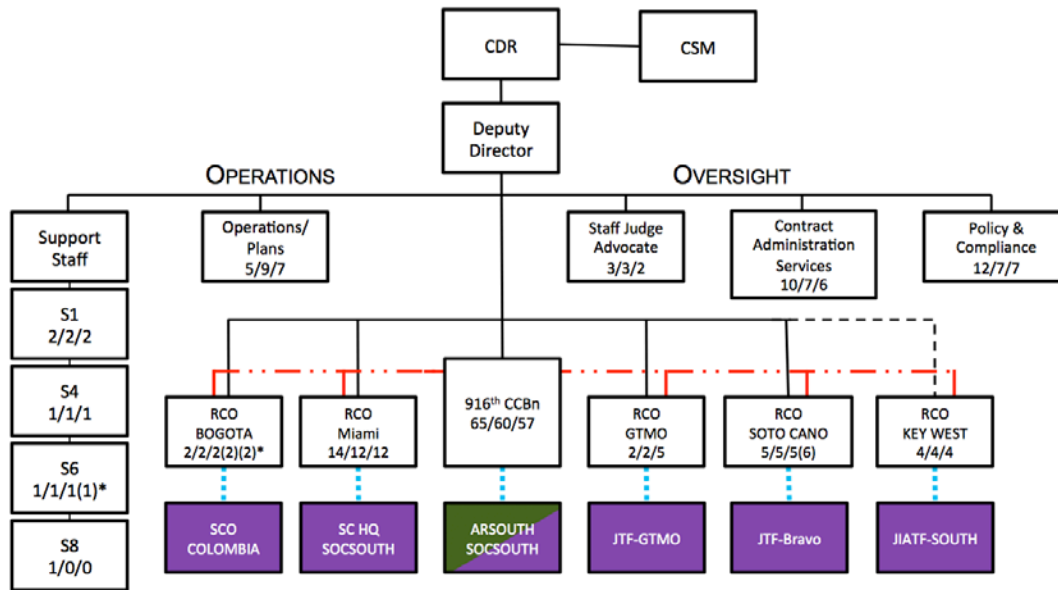 CDR
CSM
Deputy
Director
OPERATIONS
OVERSIGHT
Support
Staff
Operations/
Plans
5/9/7
Staff Judge
Advocate
3/3/2
Contract
Administration
Services
10/7/6
Policy &
Compliance
12/7/7
S1
2/2/2
S4
1/1/1
S6
1/1/1(1)*
S8
1/0/0
RCO
BOGOTA
2/2/2(2)(2)*
RCO
Miami
14/12/12
916th CCBn
65/60/57
RCO
GTMO
2/2/5
RCO
SOTO CANO
5/5/5(6)
RCO
KEY WEST
4/4/4
SCO
COLOMBIA
SC HQ
SOCSOUTH
ARSOUTH
SOCSOUTH
JTF-GTMO
JTF-Bravo
JIATF-SOUTH